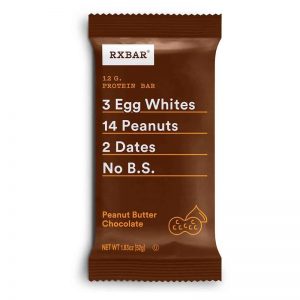 RXBAR®
12 G.
PROTEIN BAR
3 Egg Whites
14 Peanuts
2 Dates
No B.S.
Peanut Butter
Chocolate
NET WT 1.83oz (52g)